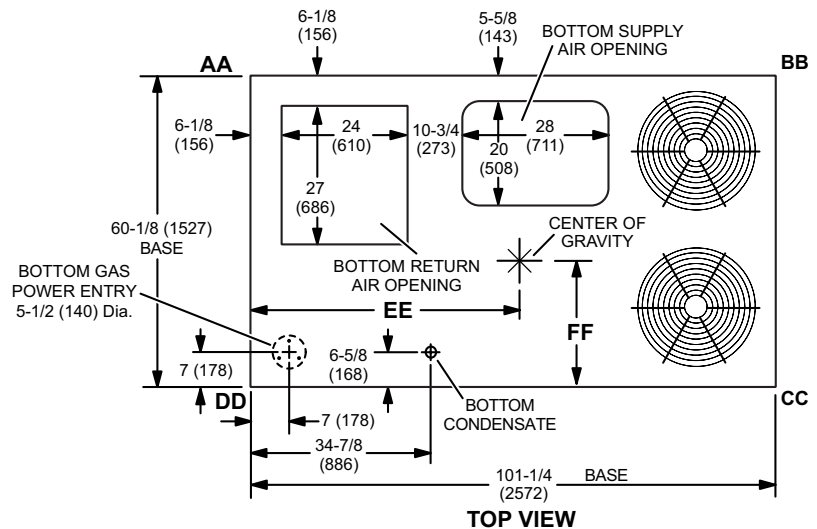 6-1/8
(156)
5-5/8
(143)
BOTTOM SUPPLY
AIR OPENING
AA
BB
6-1/8
(156)
24
(610)
10-3/4
(273)
28
(711)
20
(508)
27
(686)
60-1/8 (1527)
BASE
CENTER OF
GRAVITY
BOTTOM RETURN
AIR OPENING
BOTTOM GAS
POWER ENTRY
5-1/2 (140) Dia.
EE
FF
7 (178)
6-5/8
(168)
DD
CC
7 (178)
BOTTOM
CONDENSATE
34-7/8
(886)
101-1/4 BASE
(2572)
TOP VIEW